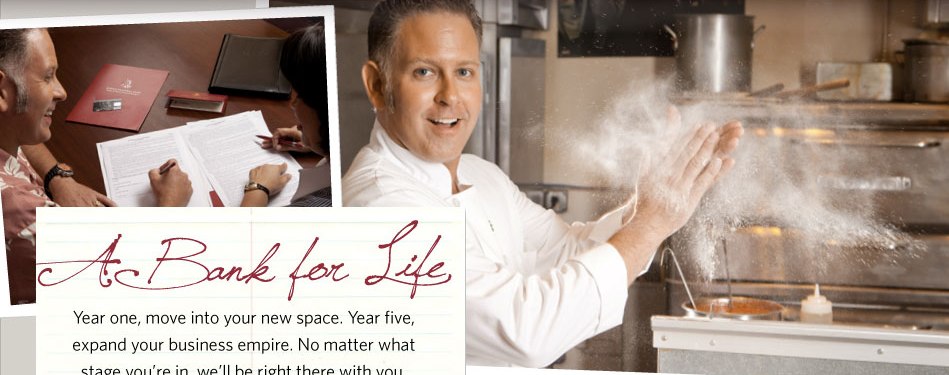 A Bank for Life
Year one, move into your new space. Year five,
expand your business empire. No matter what
stage you're in, we'll be right there with you